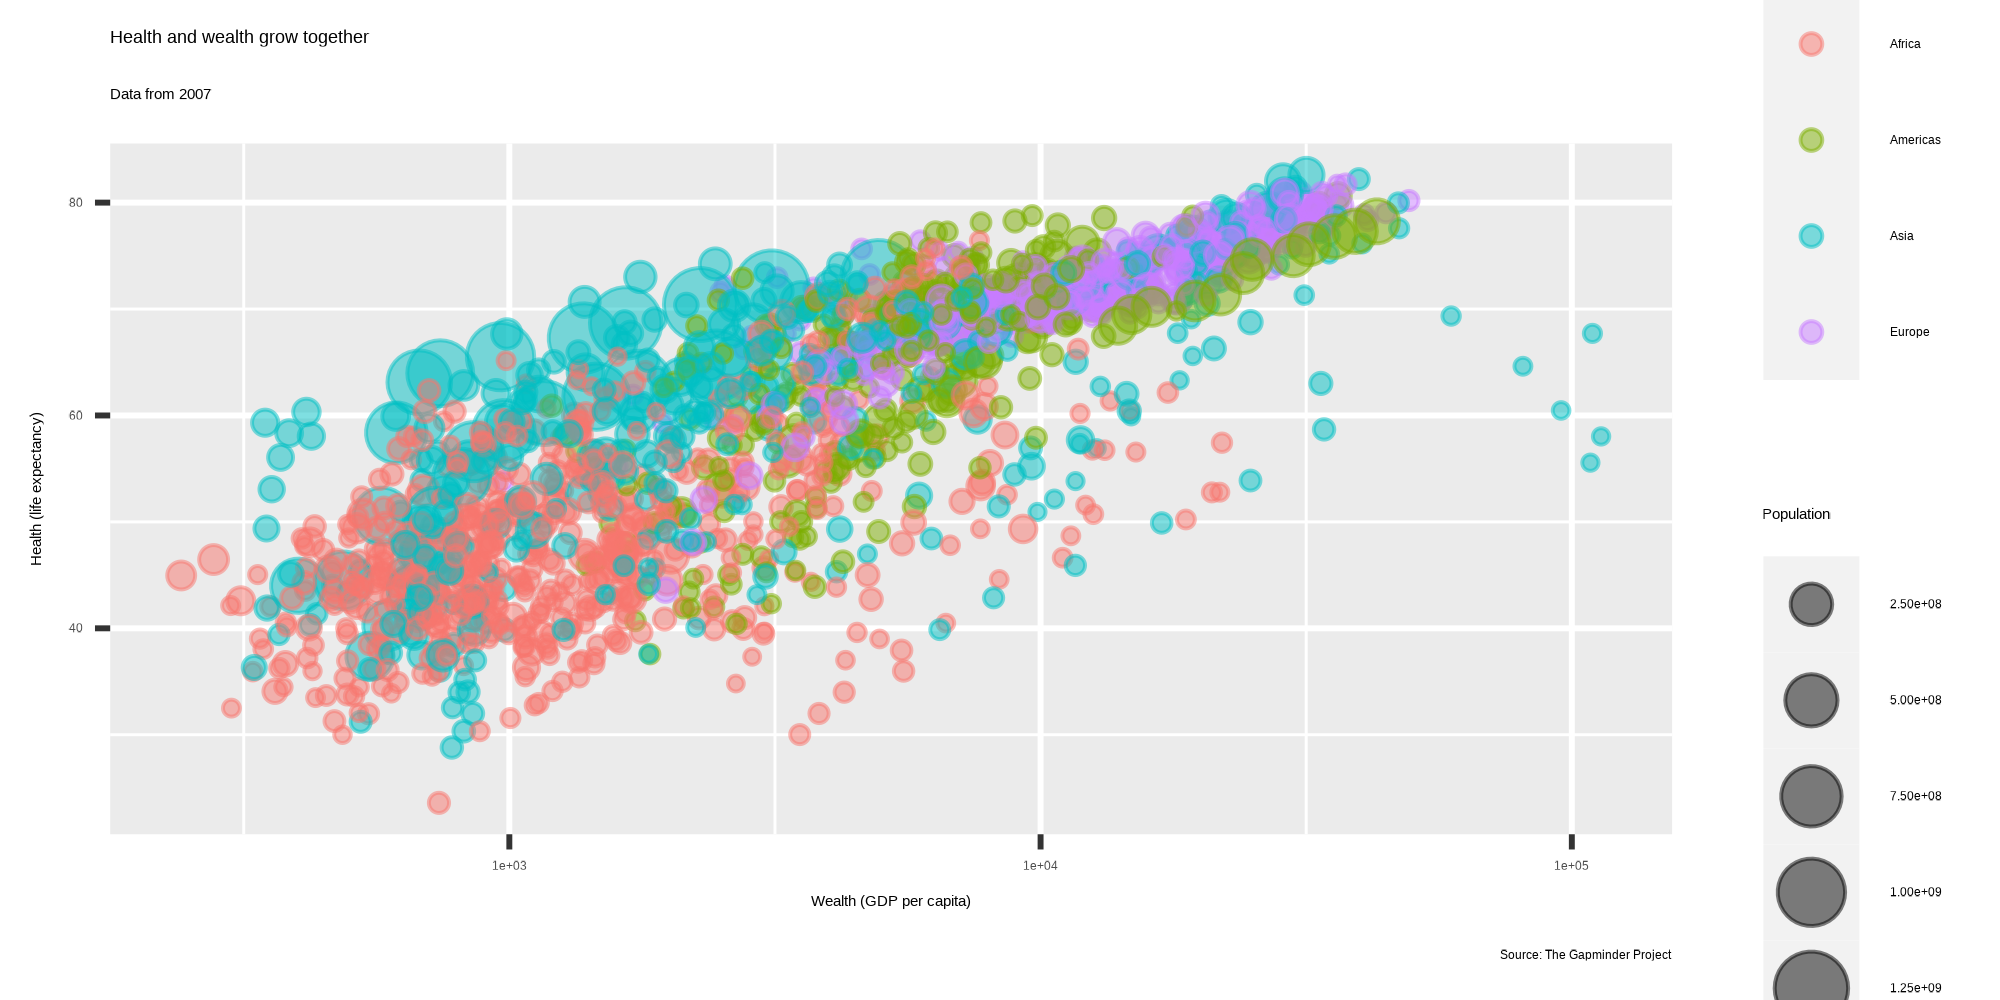 Health and wealth grow together
Data from 2007
Health (life expectancy)
80
60
40
1e+03
1e+04
1e+05
Wealth (GDP per capita)
Source: The Gapminder Project
Africa
Americas
Asia
Europe
Population
2.50e+08
5.00e+08
7.50e+08
1.00e+09
1.25e+09